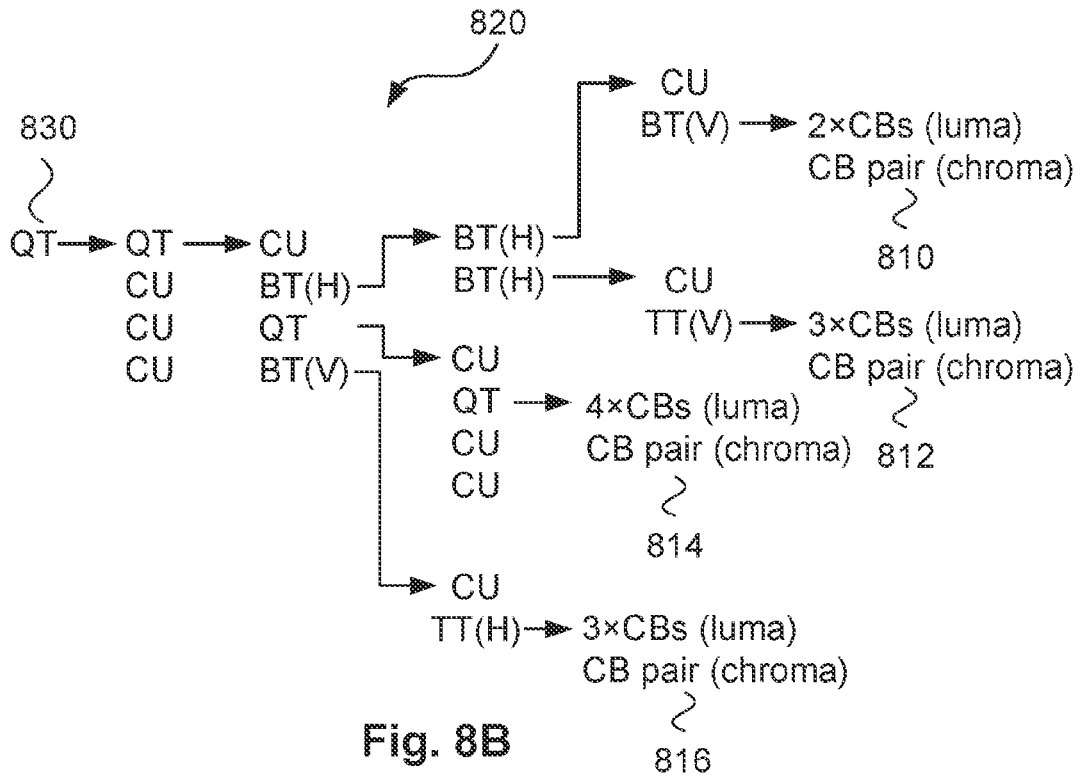 820
830
CU
BT(V) 2×CBs (luma)
CB pair (chroma)
810
QT QT CU BT(H)
CU BT(H) BT(H) CU
CU QT TT(V) 3×CBs (luma)
CU BT(V) CU CB pair (chroma)
812
QT 4×CBs (luma)
CU CB pair (chroma)
CU
814
CU
TT(H) 3×CBs (luma)
CB pair (chroma)
816
Fig. 8B